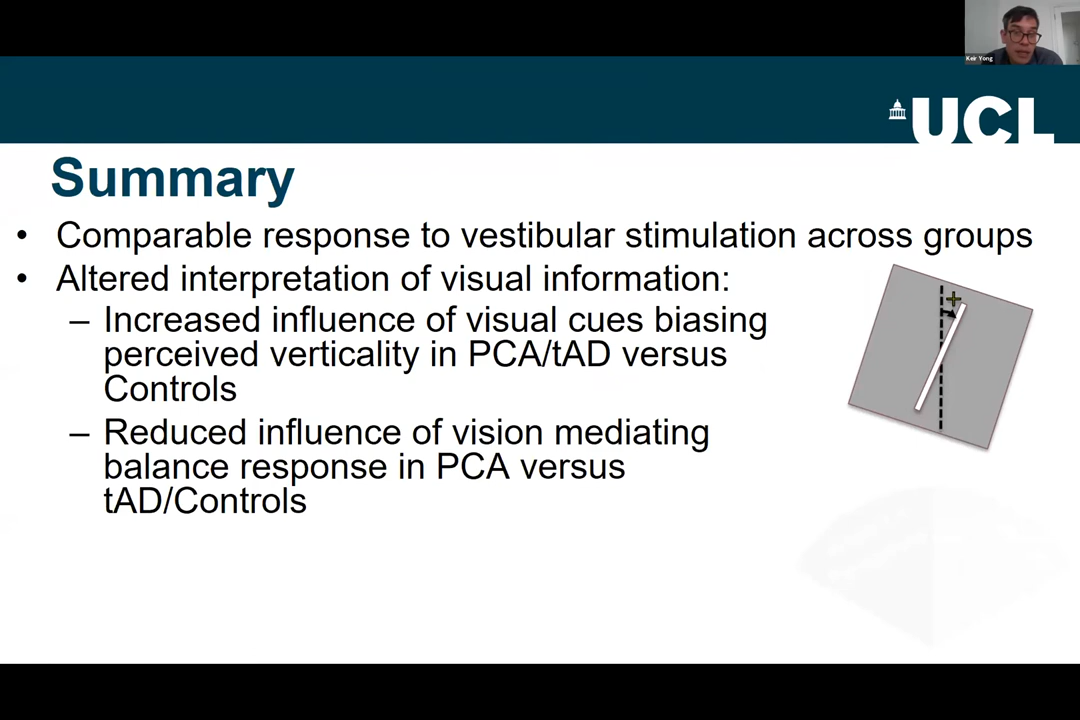 Keir Yong
UCL
Summary
• Comparable response to vestibular stimulation across groups
• Altered interpretation of visual information:
– Increased influence of visual cues biasing
perceived verticality in PCA/tAD versus
Controls
+
– Reduced influence of vision mediating
balance response in PCA versus
tAD/Controls